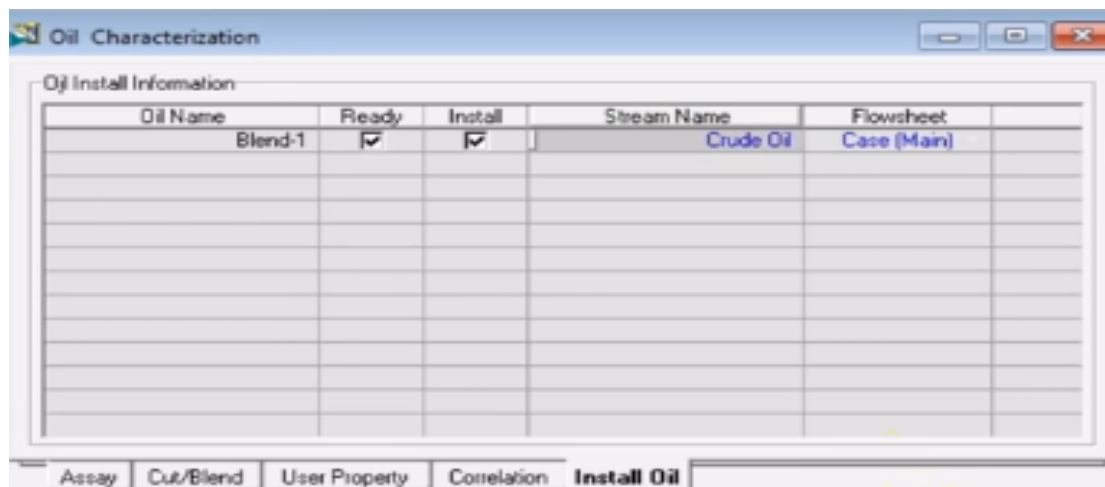 Oil Characterization
Oil Install Information
Oil Name Ready Install Stream Name Flowsheet
Blend-1 Crude Oil Case (Main)
Assay Cut/Blend User Property Correlation Install Oil